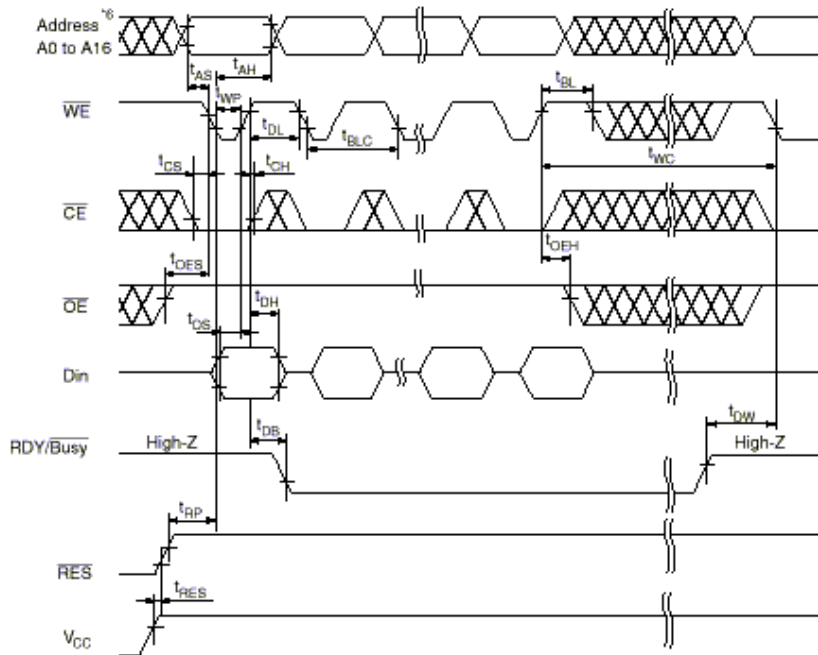 Address *6
A0 to A16
tAH
tAS
tWP
WE
tBL
tDL
tBLC
tWC
tCS
tCH
CE
tOEH
tOES
OE
tDH
tDS
Din
tDW
tDB
RDY/Busy
High-Z
High-Z
tRP
RES
tRES
VCC